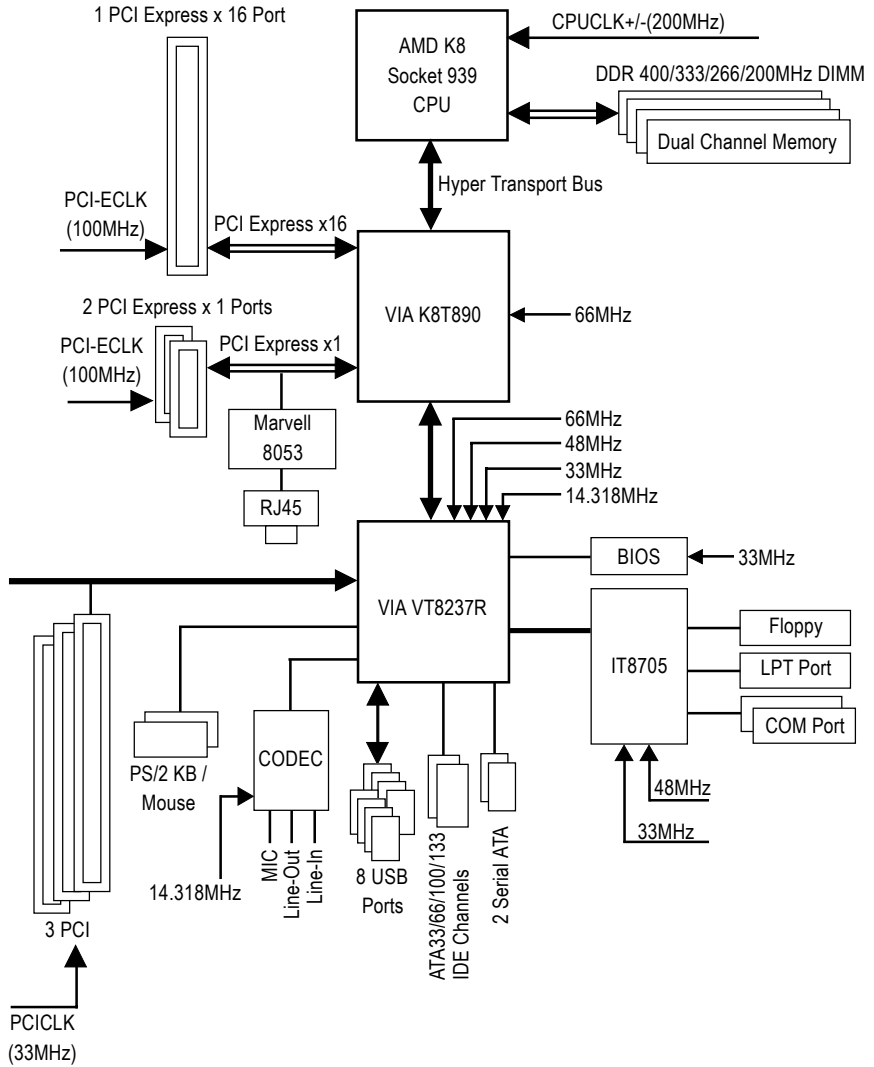 1 PCI Express x 16 Port
AMD K8
Socket 939
CPU
CPUCLK+/-(200MHz)
DDR 400/333/266/200MHz DIMM
Dual Channel Memory
Hyper Transport Bus
PCI-ECLK
(100MHz)
PCI Express x16
VIA K8T890
66MHz
2 PCI Express x 1 Ports
PCI-ECLK
(100MHz)
PCI Express x1
Marvell
8053
RJ45
66MHz
48MHz
33MHz
14.318MHz
VIA VT8237R
BIOS
33MHz
IT8705
Floppy
LPT Port
COM Port
48MHz
33MHz
PS/2 KB /
Mouse
CODEC
14.318MHz
MIC
Line-Out
Line-In
8 USB
Ports
ATA33/66/100/133
IDE Channels
2 Serial ATA
3 PCI
PCICLK
(33MHz)